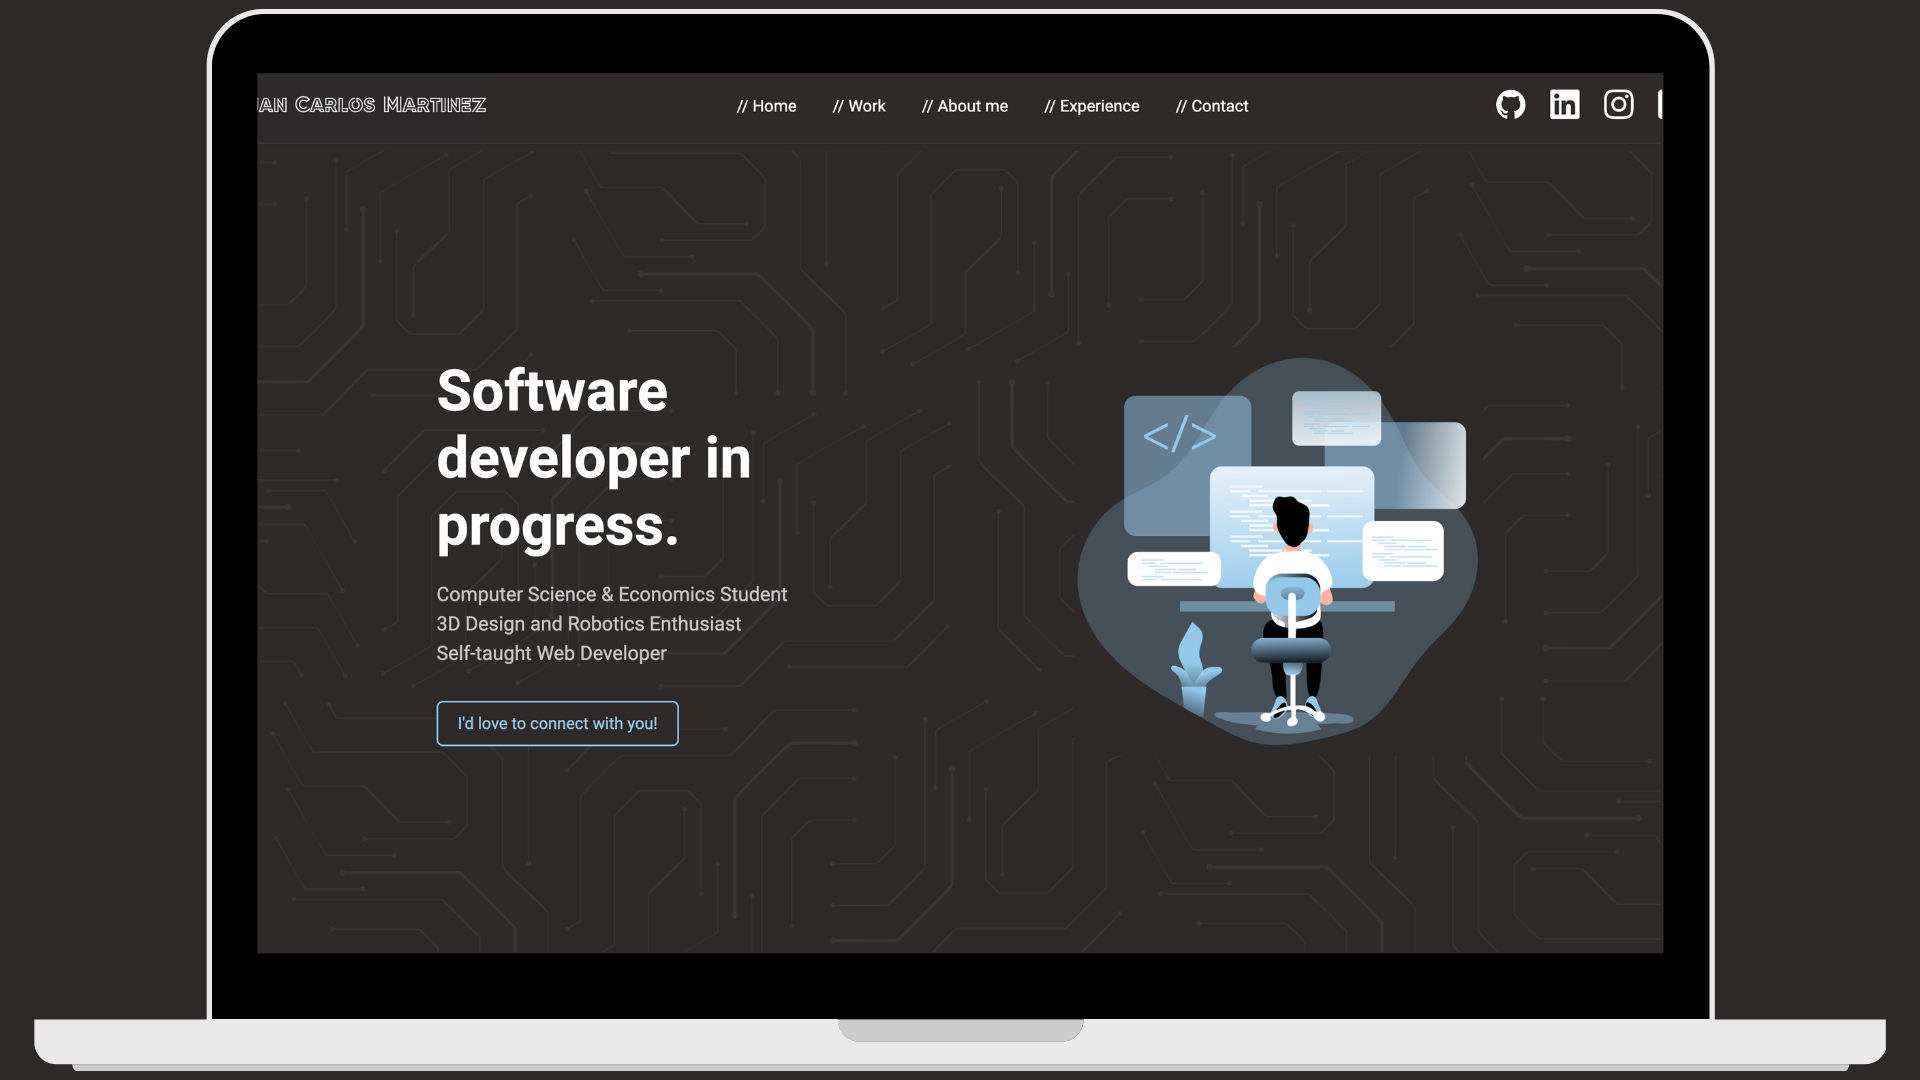 AN CARLOS MARTINEZ
// Home // Work // About me // Experience // Contact
Software
developer in
progress.
Computer Science & Economics Student
3D Design and Robotics Enthusiast
Self-taught Web Developer
I'd love to connect with you!
</>
in